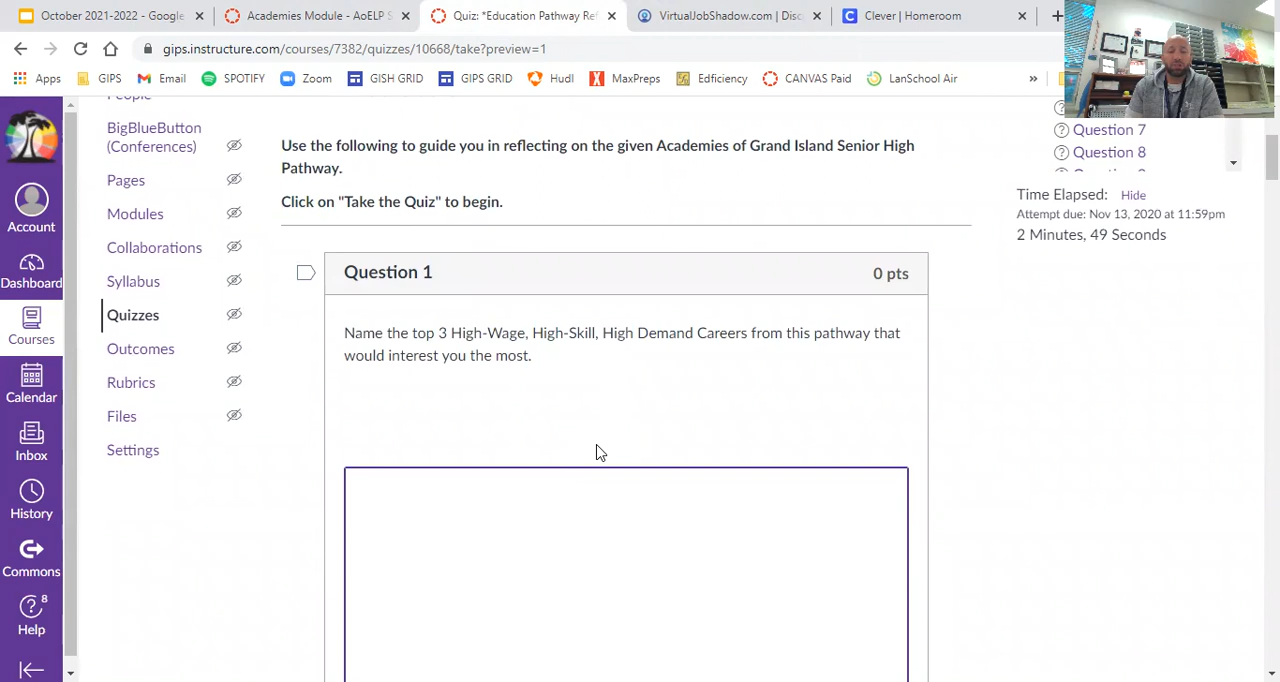 October 2021-2022 - Google
Academies Module - AoELP S
Quiz: *Education Pathway Ref
VirtualJobShadow.com | Disc
Clever | Homeroom
gips.instructure.com/courses/7382/quizzes/10668/take?preview=1
Apps GIPS Email SPOTIFY Zoom GISH GRID GIPS GRID Hudl MaxPreps Edficiency CANVAS Paid LanSchool Air »
People
BigBlueButton
(Conferences)
Pages
Modules
Collaborations
Syllabus
Quizzes
Outcomes
Rubrics
Files
Settings
Account
Dashboard
Courses
Calendar
Inbox
History
Commons
8
Help
Use the following to guide you in reflecting on the given Academies of Grand Island Senior High
Pathway.
Click on "Take the Quiz" to begin.
Question 1
0 pts
Name the top 3 High-Wage, High-Skill, High Demand Careers from this pathway that
would interest you the most.
Question 7
Question 8
Time Elapsed: Hide
Attempt due: Nov 13, 2020 at 11:59pm
2 Minutes, 49 Seconds